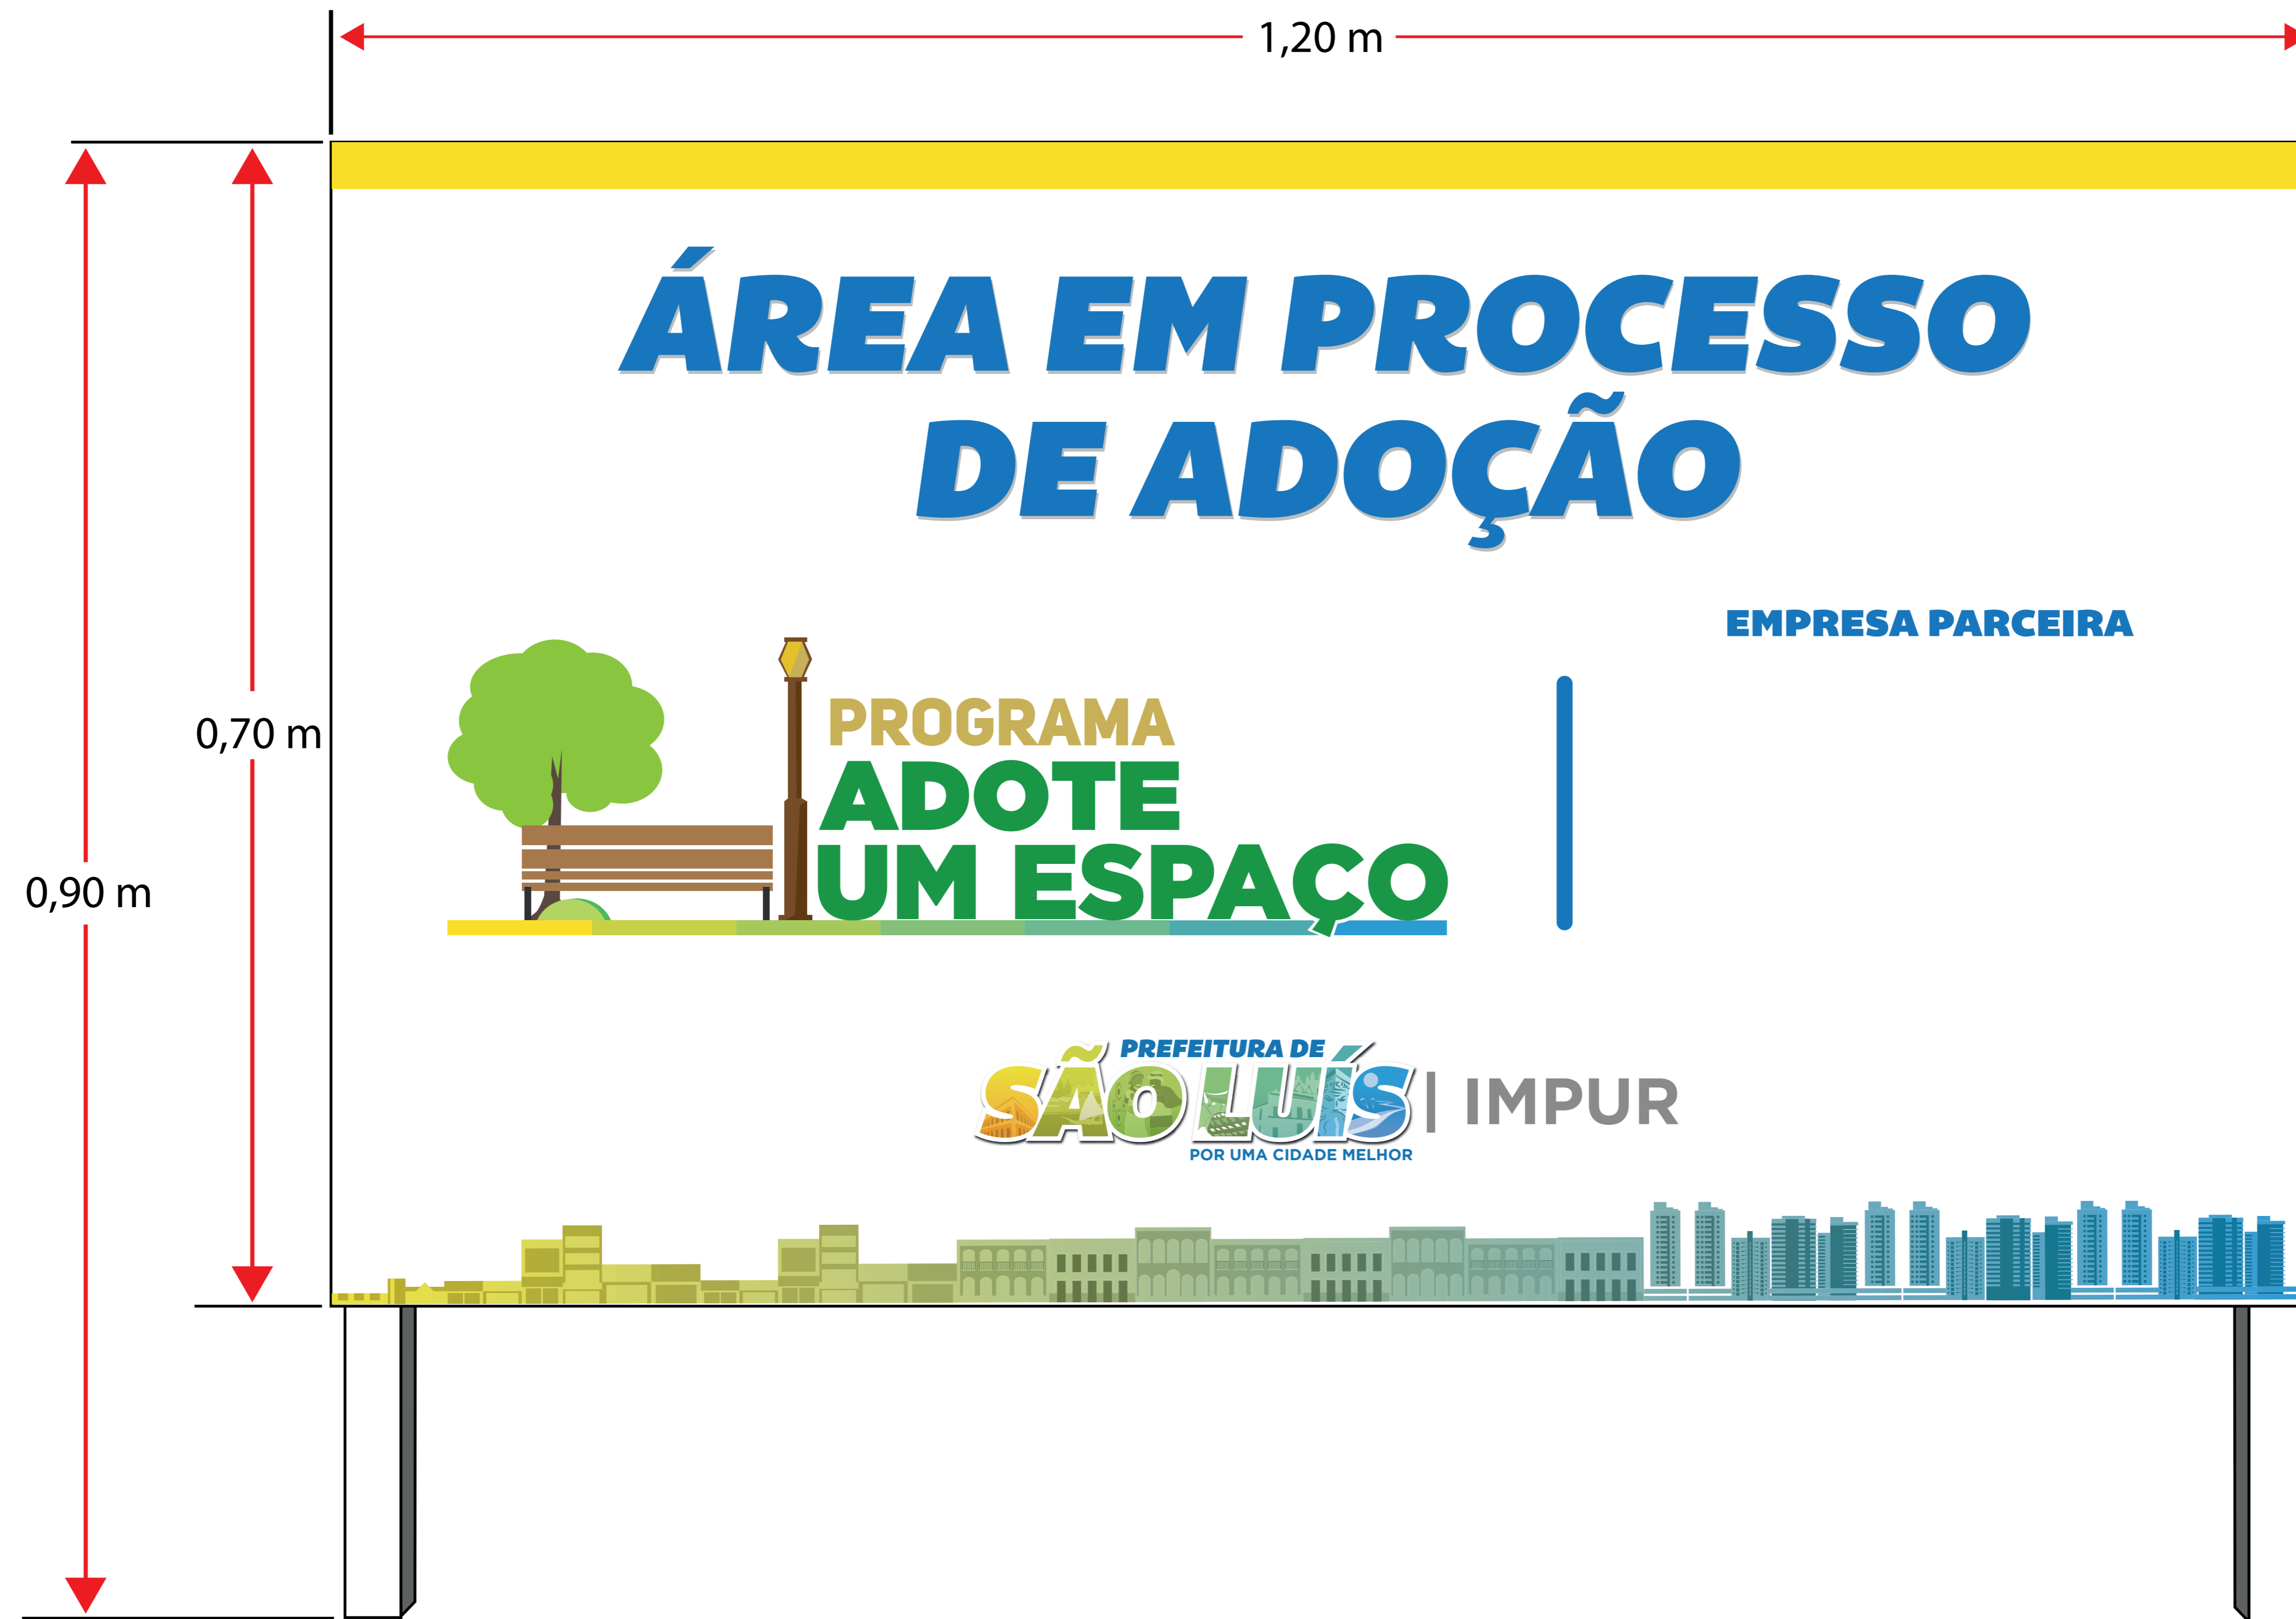 1,20 m
ÁREA EM PROCESSO
DE ADOÇÃO
EMPRESA PARCEIRA
PROGRAMA
ADOTE
UM ESPAÇO
0,70 m
0,90 m
PREFEITURA DE
SÃO LUÍS | IMPUR
POR UMA CIDADE MELHOR